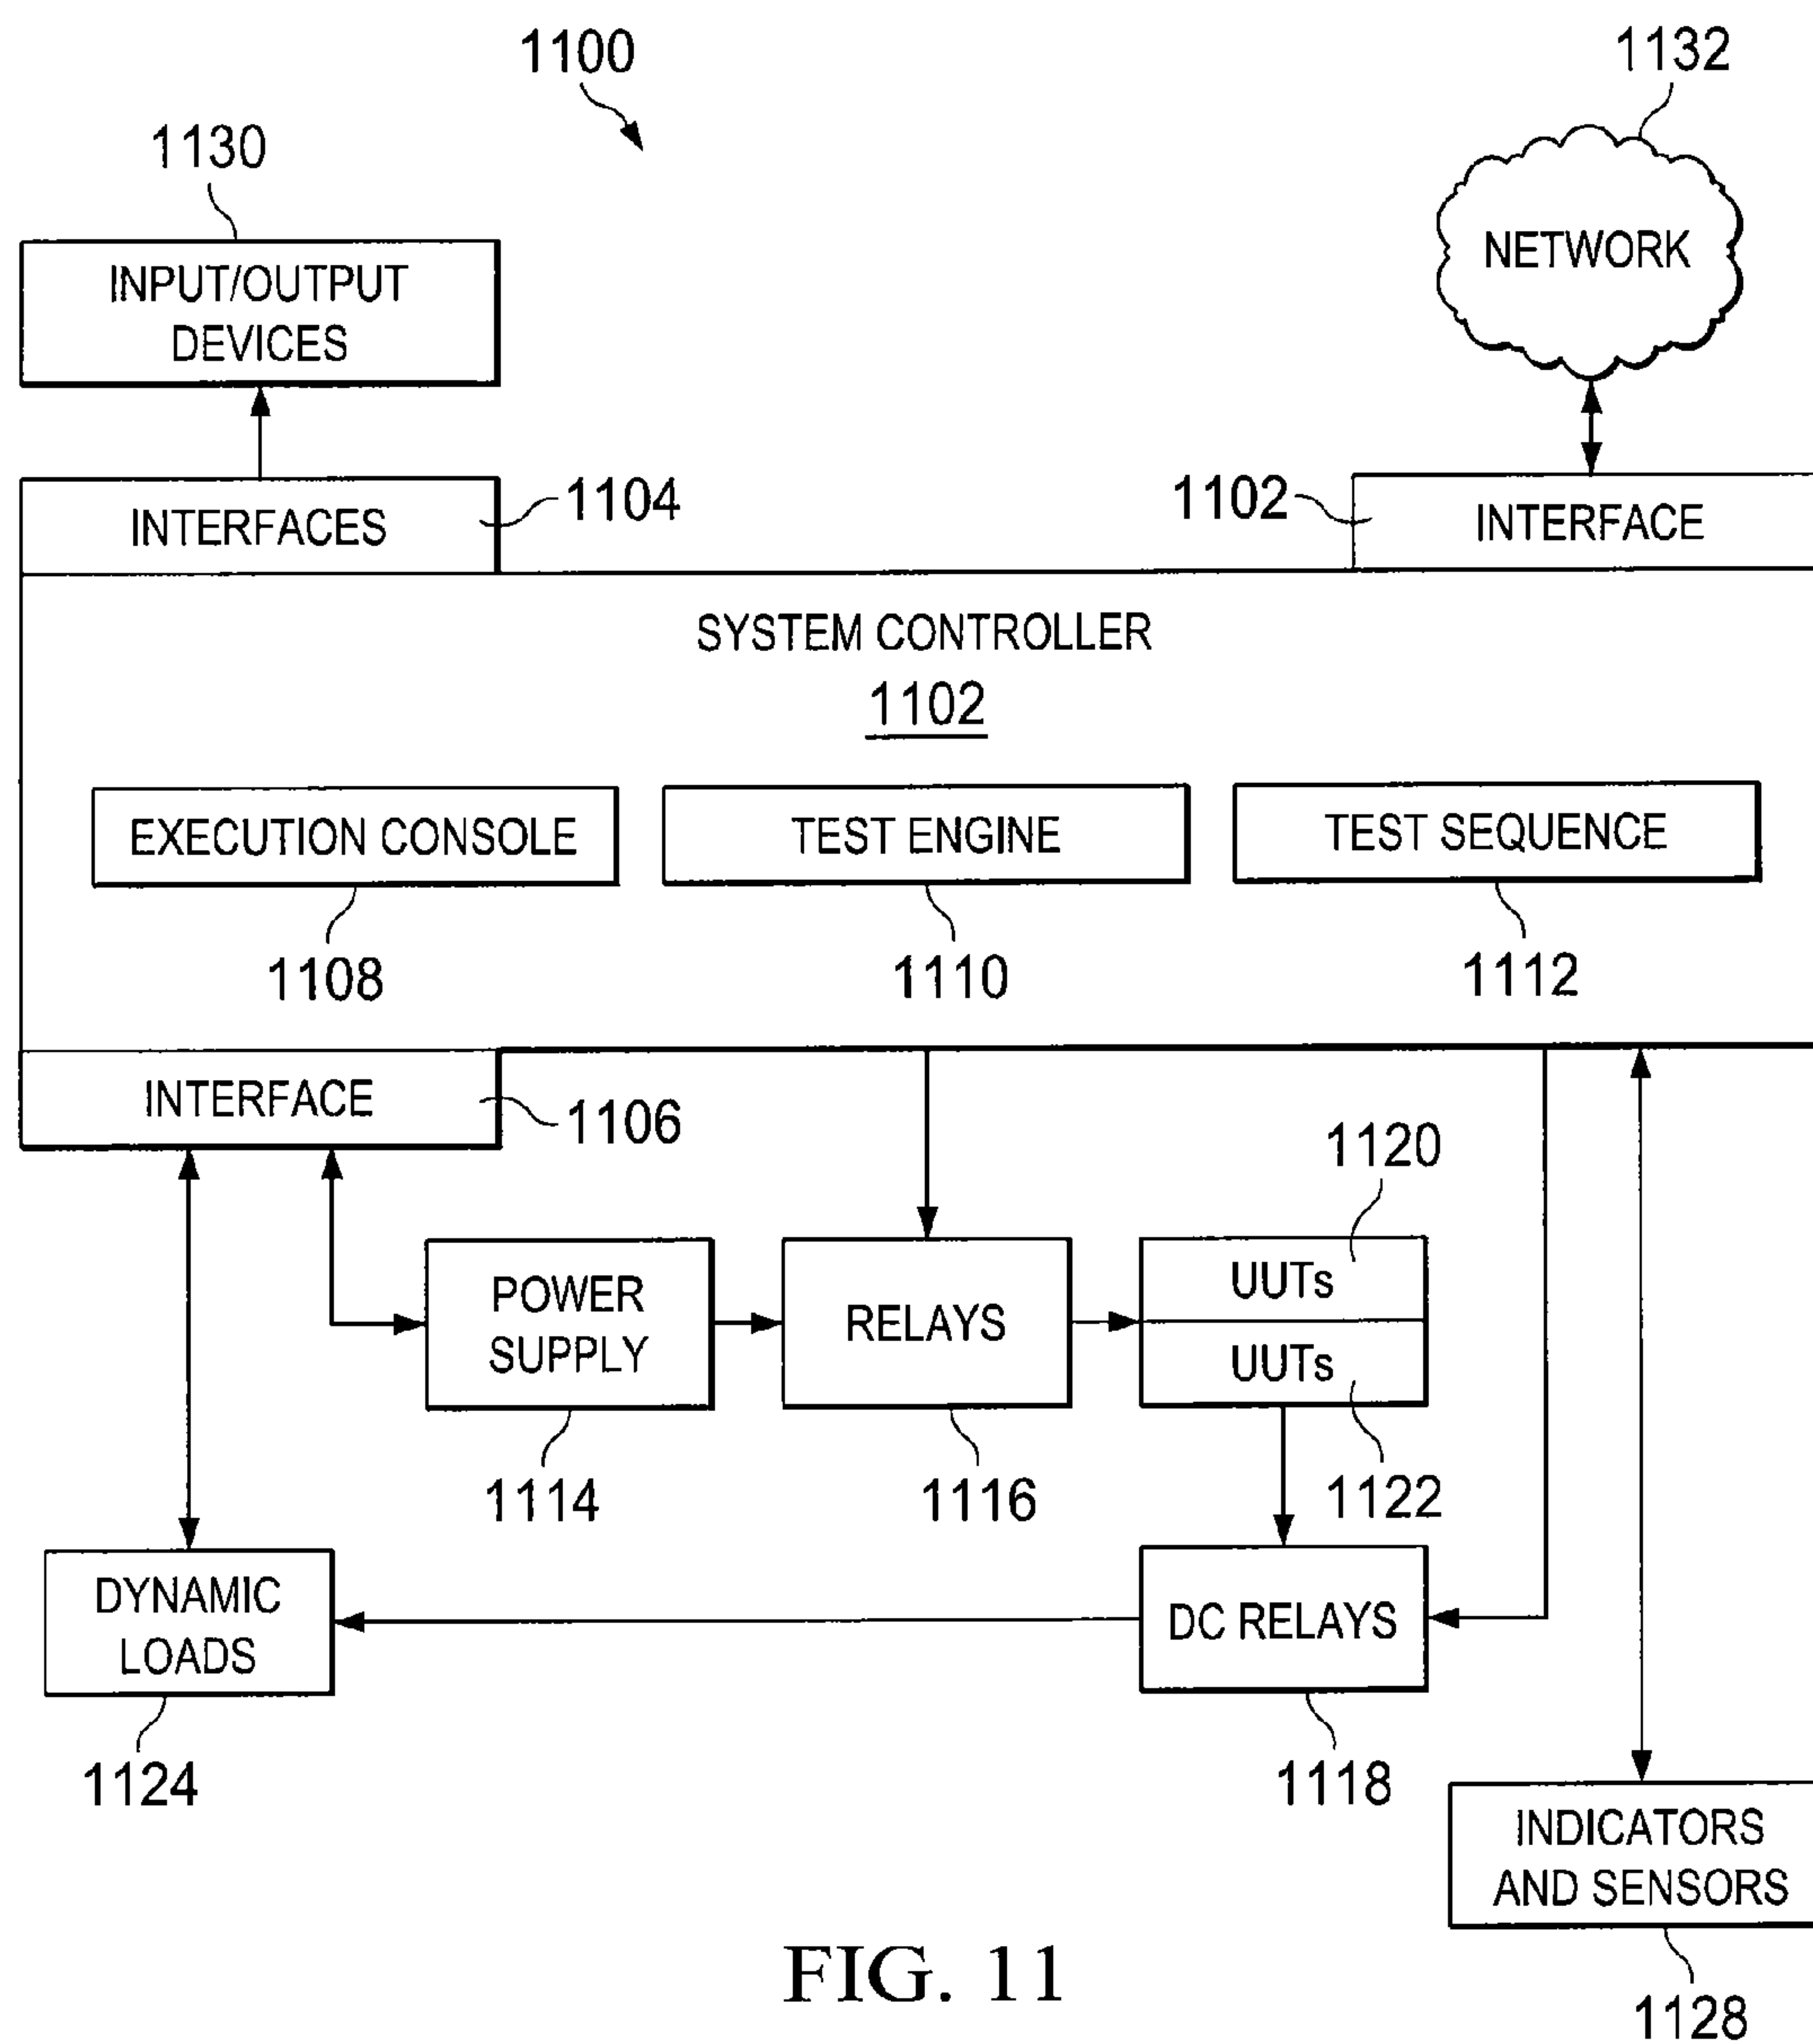 1100
1132
1130
INPUT/OUTPUT
DEVICES
NETWORK
INTERFACES
1104
1102
INTERFACE
SYSTEM CONTROLLER
1102
EXECUTION CONSOLE
TEST ENGINE
TEST SEQUENCE
1108
1110
1112
INTERFACE
1106
1120
POWER
SUPPLY
RELAYS
UUTs
UUTs
1114
1116
1122
DYNAMIC
LOADS
DC RELAYS
1124
1118
INDICATORS
AND SENSORS
1128
FIG. 11